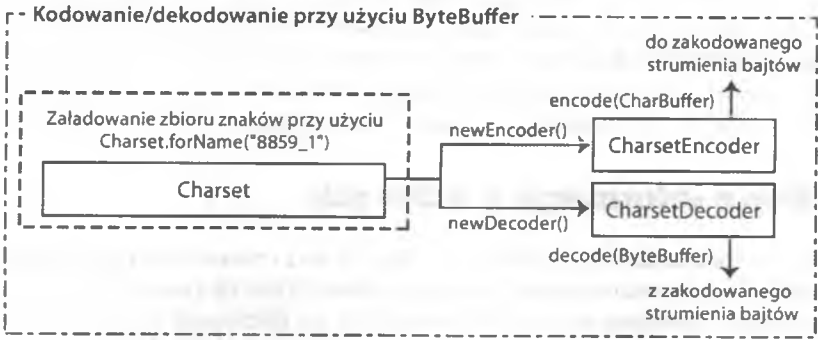 Kodowanie/dekodowanie przy użyciu ByteBuffer
do zakodowanego
strumienia bajtów
encode(CharBuffer)
Załadowanie zbioru znaków przy użyciu
Charset.forName("8859_1")
newEncoder()
CharsetEncoder
Charset
CharsetDecoder
newDecoder()
decode(ByteBuffer)
z zakodowanego
strumienia bajtów